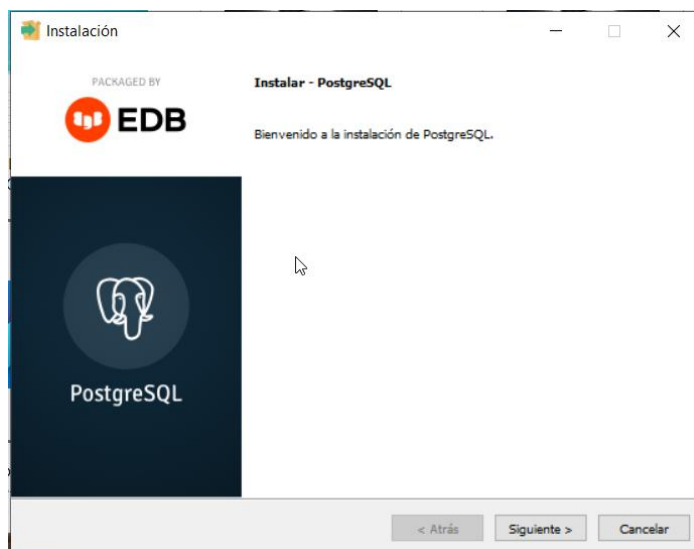 Instalación
PACKAGED BY
EDB
Instalar - PostgreSQL
Bienvenido a la instalación de PostgreSQL.
PostgreSQL
< Atrás
Siguiente >
Cancelar